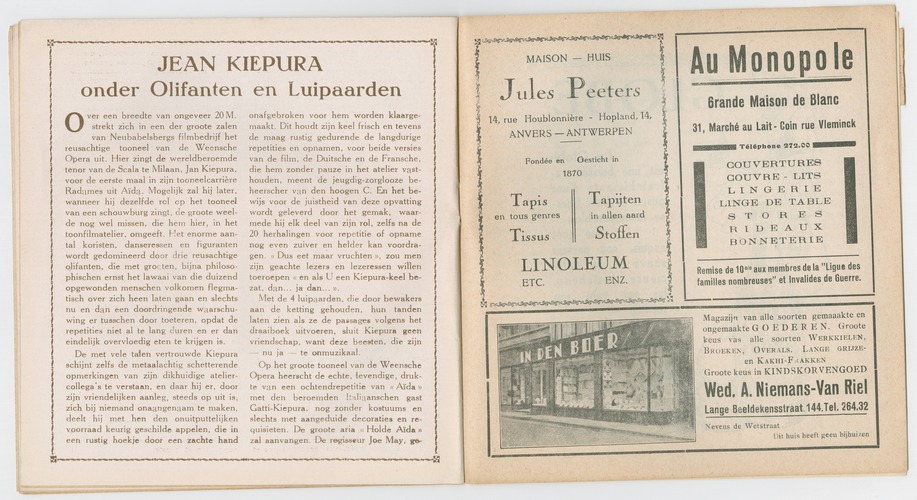 JEAN KIEPURA
onder Olifanten en Luipaarden
Over een breedte van ongeveer 20 M.
strekt zich in een der groote zalen
van Neubabelsbergs filmbedrijf het
reusachtige tooneel van de Weensche
Opera uit. Hier zingt de wereldberoemde
tenor van de Scala te Milaan, Jan Kiepura,
voor de eerste maal in zijn tooneelcarrière
Radames uit Aïda. Mogelijk zal hij later,
wanneer hij dezelfde rol op het tooneel
van een schouwburg zingt, de groote weel-
de nog wel missen, die hem hier, in het
toonfilmatelier, omgeeft. Het enorme aan-
tal koristen, danseressen en figuranten
wordt gedomineerd door drie reusachtige
olifanten, die met grooten, bijna philoso-
phischen ernst het lawaai van die duizend
opgewonden menschen volkomen flegma-
tisch over zich heen laten gaan en slechts
nu en dan een doordringende waarschu-
wing er tusschen door toeteren, opdat de
repetities niet al te lang duren en er dan
eindelijk overvloedig eten te krijgen is.
De met vele talen vertrouwde Kiepura
schijnt zelfs de metaalachtig schetterende
opmerkingen van zijn dikhuidige atelier-
collega's te verstaan, en daar hij er, door
zijn vriendelijken aanleg, steeds op uit is,
zich bij niemand onaangenaam te maken,
deelt hij met hen den onuitputtelijken
voorraad keurig geschilde appelen, die in
een rustig hoekje door een zachte hand
onafgebroken voor hem worden klaarge-
maakt. Dit houdt zijn keel frisch en tevens
de maag rustig gedurende de langdurige
repetities en opnamen, voor beide versies
van de film, de Duitsche en de Fransche,
die hem zonder pauze in het atelier vast-
houden, meent de jeugdig-zorglooze be-
heerscher van den hoogen C. En het be-
wijs voor de juistheid van deze opvatting
wordt geleverd door het gemak, waar-
mede hij elk deel van zijn rol, zelfs na de
20 herhalingen voor repetitie of opname
nog even zuiver en helder kan voordra-
gen. « Dus eet maar vruchten », zou men
zijn geachte lezers en lezeressen willen
toeroepen « en als U een Kiepura-keel be-
zat, dan... ja dan... ».
Met de 4 luipaarden, die door bewakers
aan de ketting gehouden, hun tanden
laten zien als ze de passages volgens het
draaiboek uitvoeren, sluit Kiepura geen
vriendschap, want deze beesten, die zijn
— nu ja — te onmuzikaal.
Op het groote tooneel van de Weensche
Opera heerscht de echte, levendige, druk-
te van een ochtendrepetitie van « Aïda »
met den beroemden Italiaanschen gast
Gatti-Kiepura, nog zonder kostuums en
slechts met aangeduide decoraties en re-
quisieten. De groote aria « Holde Aïda »
zal aanvangen. De regisseur Joe May, ge-
MAISON — HUIS
Jules Peeters
14, rue Houblonnière - Hopland, 14,
ANVERS — ANTWERPEN
Fondée en Gesticht in
1870
Tapis
en tous genres
Tissus
Tapijten
in allen aard
Stoffen
LINOLEUM
ETC. ENZ.
Au Monopole
Grande Maison de Blanc
31, Marché au Lait - Coin rue Vleminck
Téléphone 272.00
COUVERTURES
COUVRE - LITS
LINGERIE
LINGE DE TABLE
STORES
RIDEAUX
BONNETERIE
Remise de 10 % aux membres de la "Ligue des
familles nombreuses" et Invalides de Guerre.
IN DEN BOER
Magazijn van alle soorten gemaakte en
ongemaakte GOEDEREN. Groote
keus van alle soorten WERKKIELEN,
BROEKEN, OVERALS, LANGE GRIJZE-
en KAKHI-FRAKKEN
Groote keus in KINDSKORVENGOED
Wed. A. Niemans-Van Riel
Lange Beeldekensstraat, 144, Tel. 264,32
Nevens de Wetstraat
Dit huis heeft geen bijhuizen